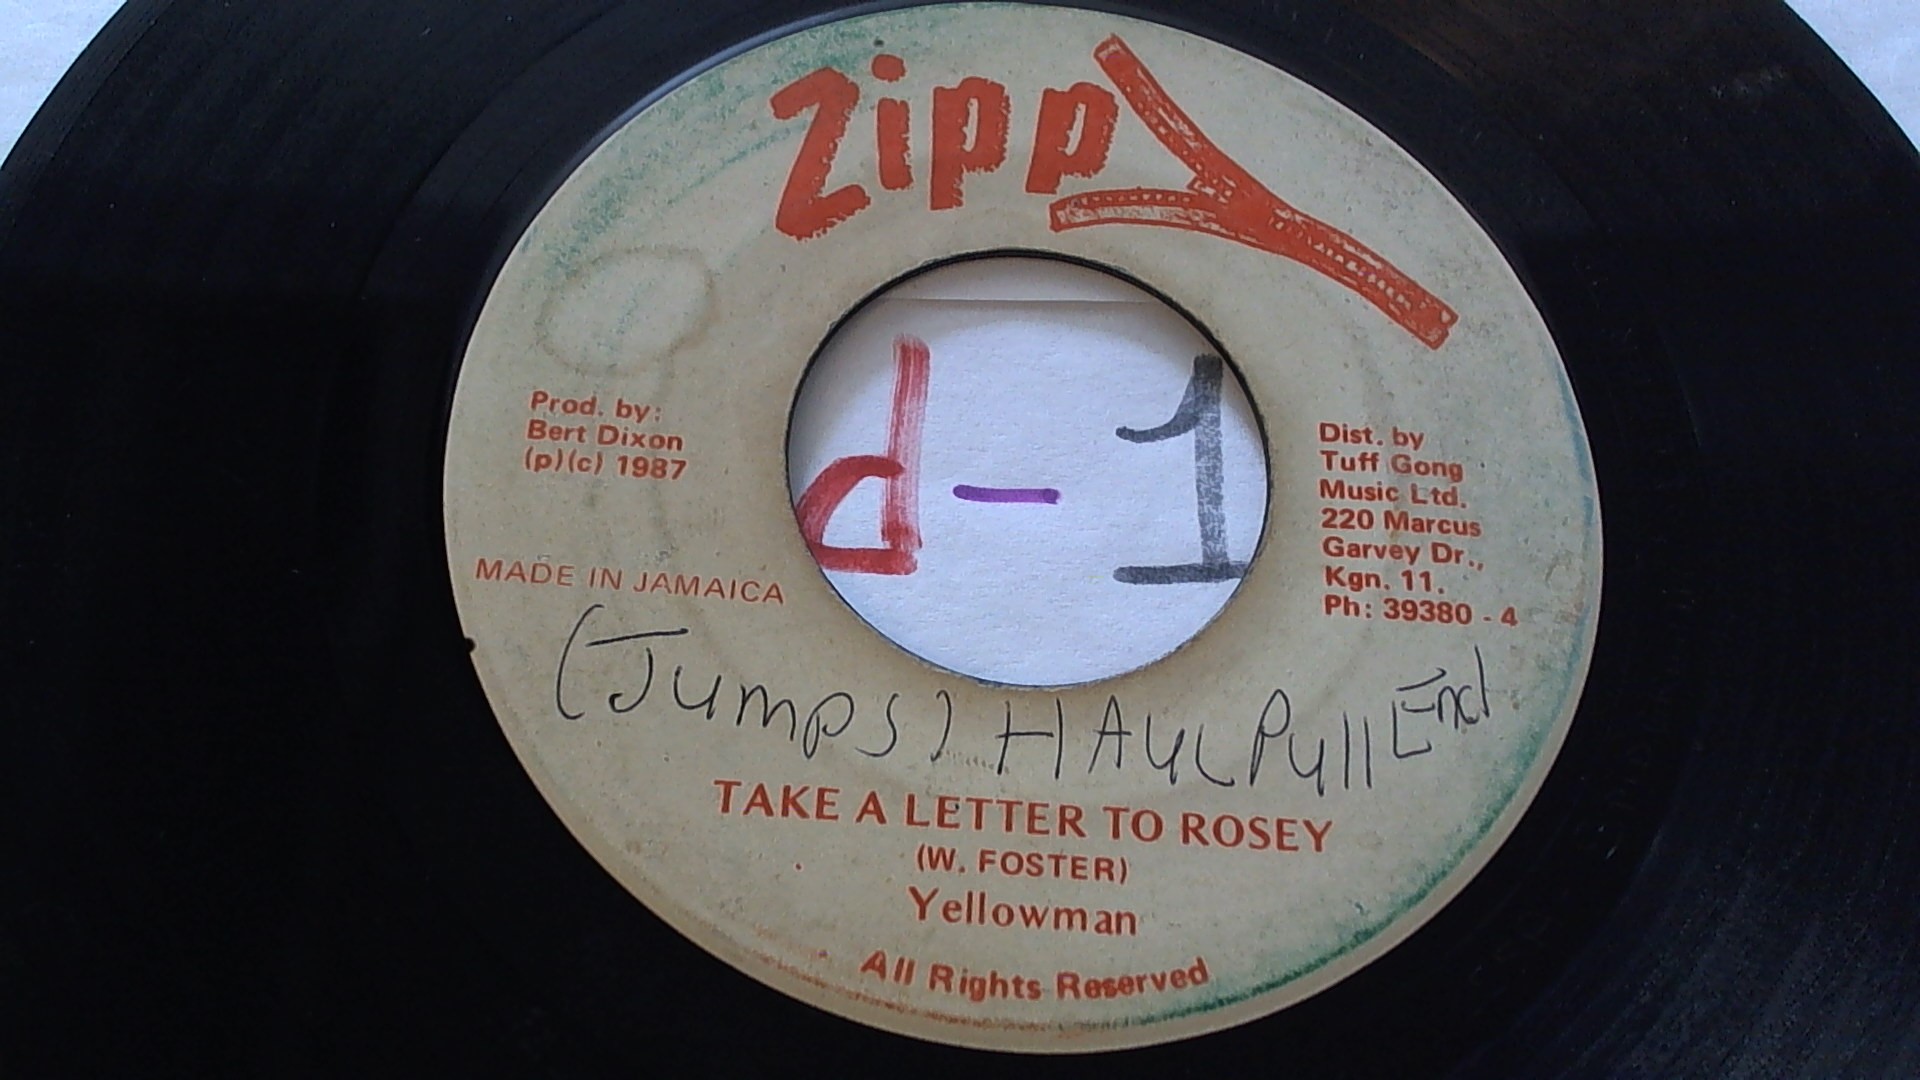 Zippy
Prod. by:
Bert Dixon
(p)(c) 1987
MADE IN JAMAICA
d-1
Dist. by
Tuff Gong
Music Ltd.
220 Marcus
Garvey Dr.,
Kgn. 11.
Ph: 39380 - 4
(Jumps) HAUL Pull End
TAKE A LETTER TO ROSEY
(W. FOSTER)
Yellowman
All Rights Reserved